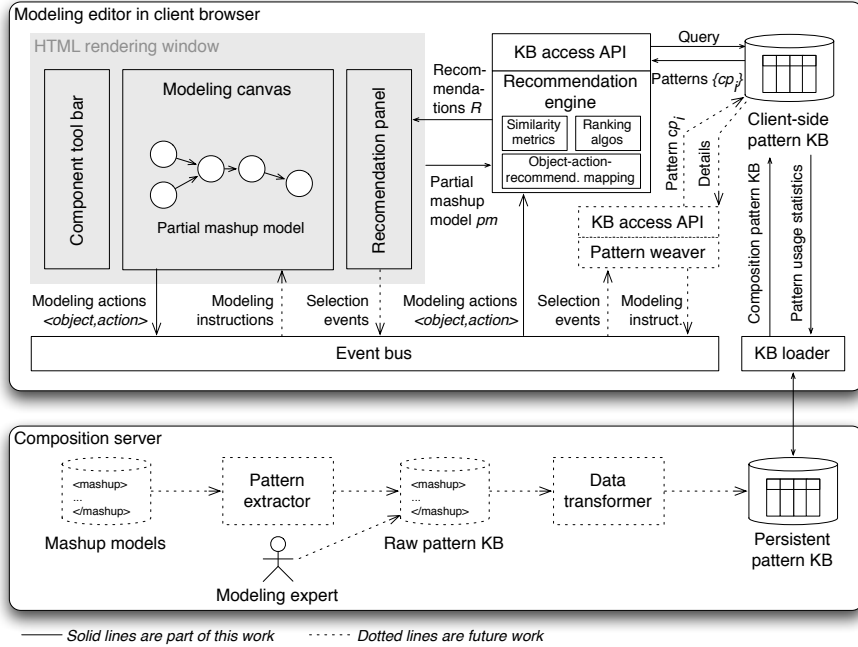 Modeling editor in client browser
HTML rendering window
Component tool bar
Modeling canvas
Partial mashup model
Recomendation panel
Recom-
menda-
tions R
Partial
mashup
model pm
KB access API
Recommendation
engine
Similarity
metrics
Ranking
algos
Object-action-
recommend. mapping
Query
Patterns {cpi}
Client-side
pattern KB
Pattern cpi
Details
KB access API
Pattern weaver
Composition pattern KB
Pattern usage statistics
Modeling actions
<object,action>
Modeling
instructions
Selection
events
Modeling actions
<object,action>
Selection
events
Modeling
instruct.
Event bus
KB loader
Composition server
<mashup>
...
</mashup>
Mashup models
Pattern
extractor
<mashup>
...
</mashup>
Raw pattern KB
Data
transformer
Persistent
pattern KB
Modeling expert
Solid lines are part of this work
Dotted lines are future work